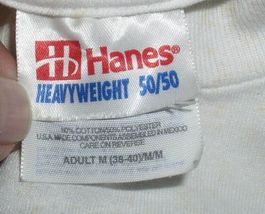 Hanes®
HEAVYWEIGHT 50/50
50% COTTON/50% POLYESTER
U.S.A. MADE COMPONENTS ASSEMBLED IN MEXICO
CARE ON REVERSE
ADULT M (38-40)/M/M